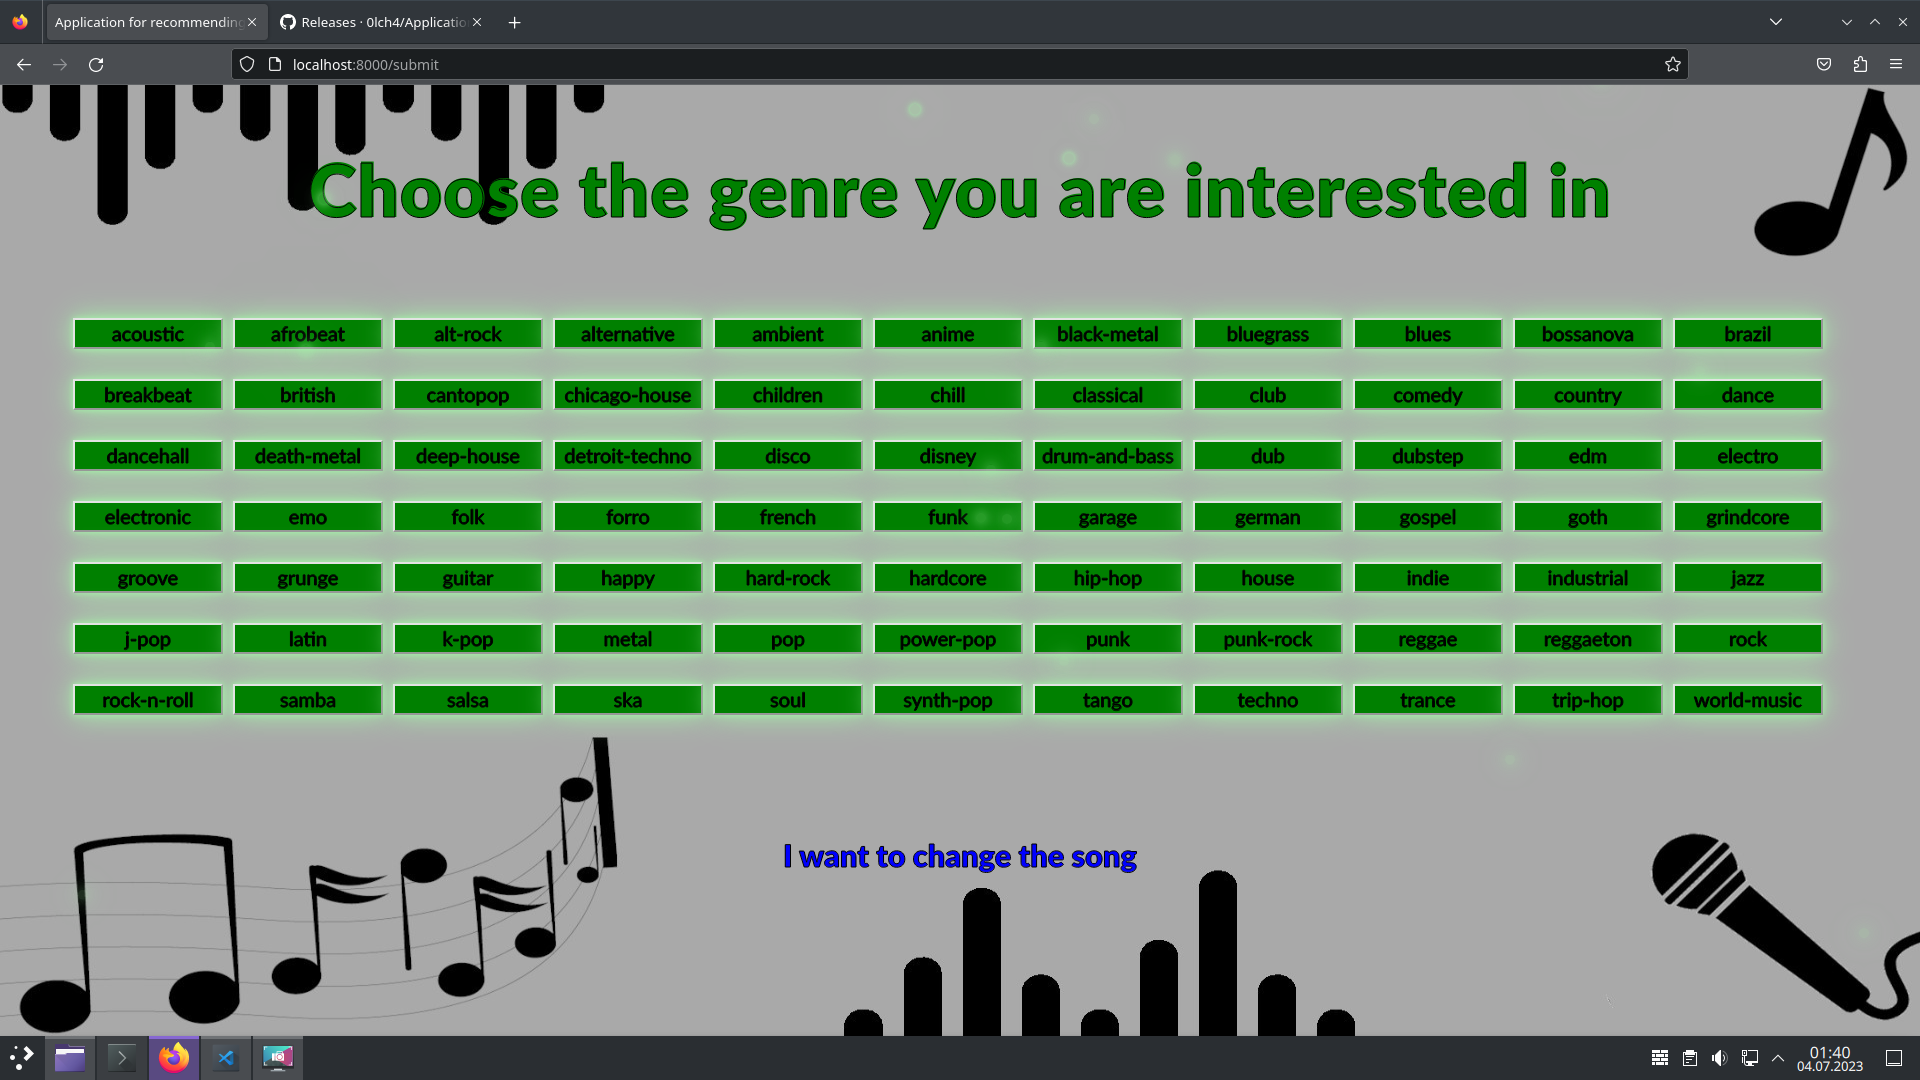 Application for recommending
Releases · 0lch4/Applicatio
localhost:8000/submit
Choose the genre you are interested in
acoustic afrobeat alt-rock alternative ambient anime black-metal bluegrass blues bossanova brazil
breakbeat british cantopop chicago-house children chill classical club comedy country dance
dancehall death-metal deep-house detroit-techno disco disney drum-and-bass dub dubstep edm electro
electronic emo folk forro french funk garage german gospel goth grindcore
groove grunge guitar happy hard-rock hardcore hip-hop house indie industrial jazz
j-pop latin k-pop metal pop power-pop punk punk-rock reggae reggaeton rock
rock-n-roll samba salsa ska soul synth-pop tango techno trance trip-hop world-music
I want to change the song
01:40
04.07.2023